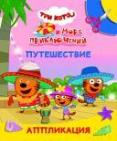 ТРИ КОТА
и МОРЕ
ПРИКЛЮЧЕНИЙ
ПУТЕШЕСТВИЕ
АППЛИКАЦИЯ